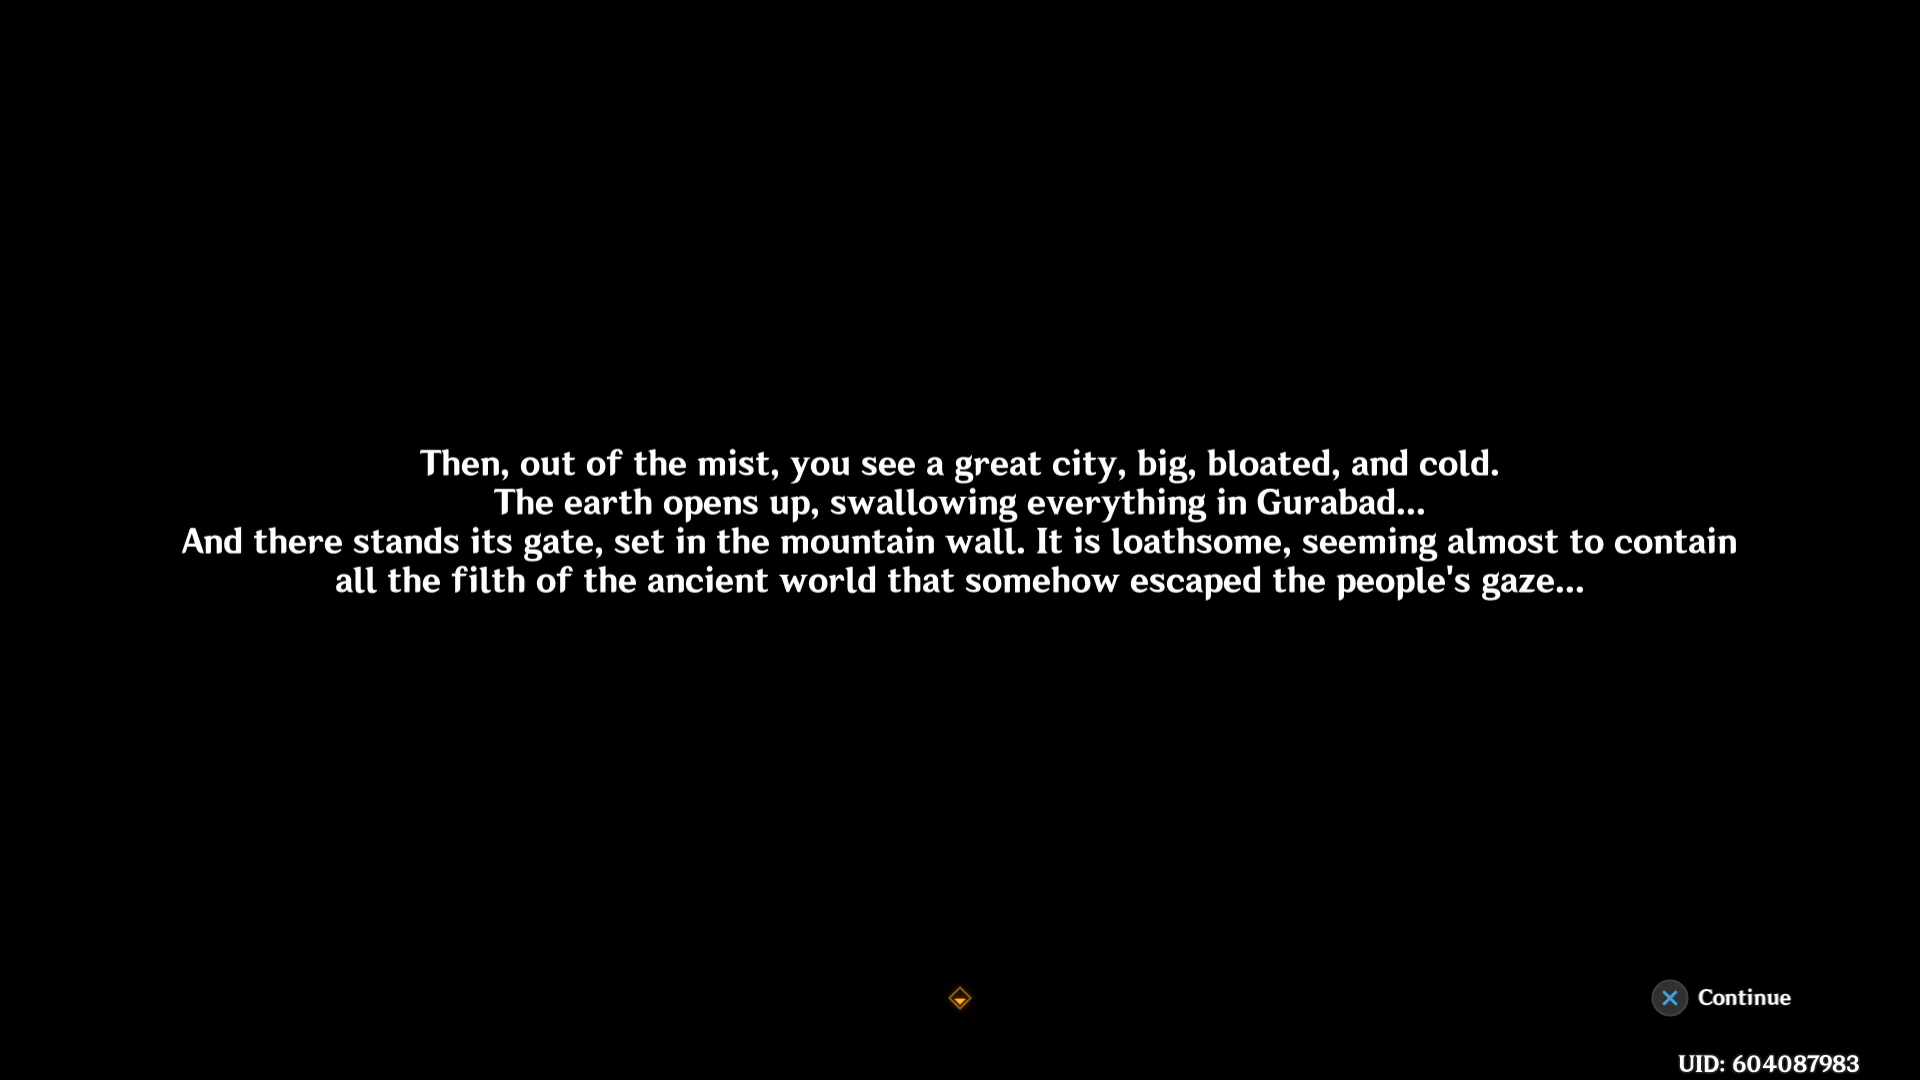 Then, out of the mist, you see a great city, big, bloated, and cold.
The earth opens up, swallowing everything in Gurabad...
And there stands its gate, set in the mountain wall. It is loathsome, seeming almost to contain
all the filth of the ancient world that somehow escaped the people's gaze...
Continue
UID: 604087983